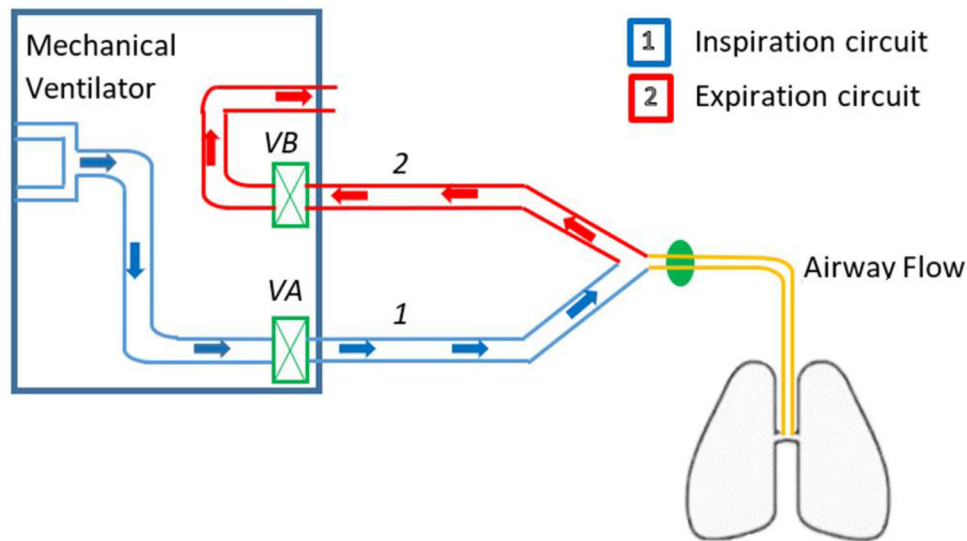 Mechanical
Ventilator
VB
2
VA
1
1 Inspiration circuit
2 Expiration circuit
Airway Flow